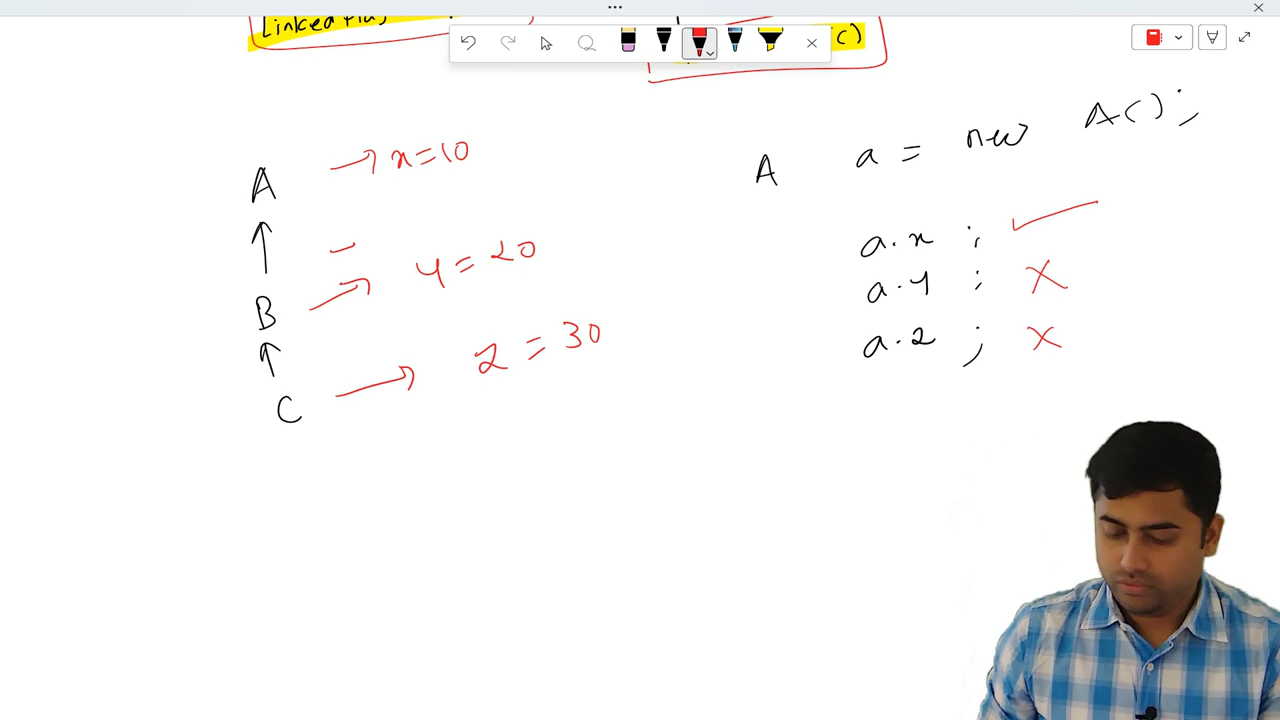 Linked
c)
A → x=10
↑
B → y = 20
↑
C → z = 30
A a = new A();
a.x ; ✓
a.y ; X
a.z ; X